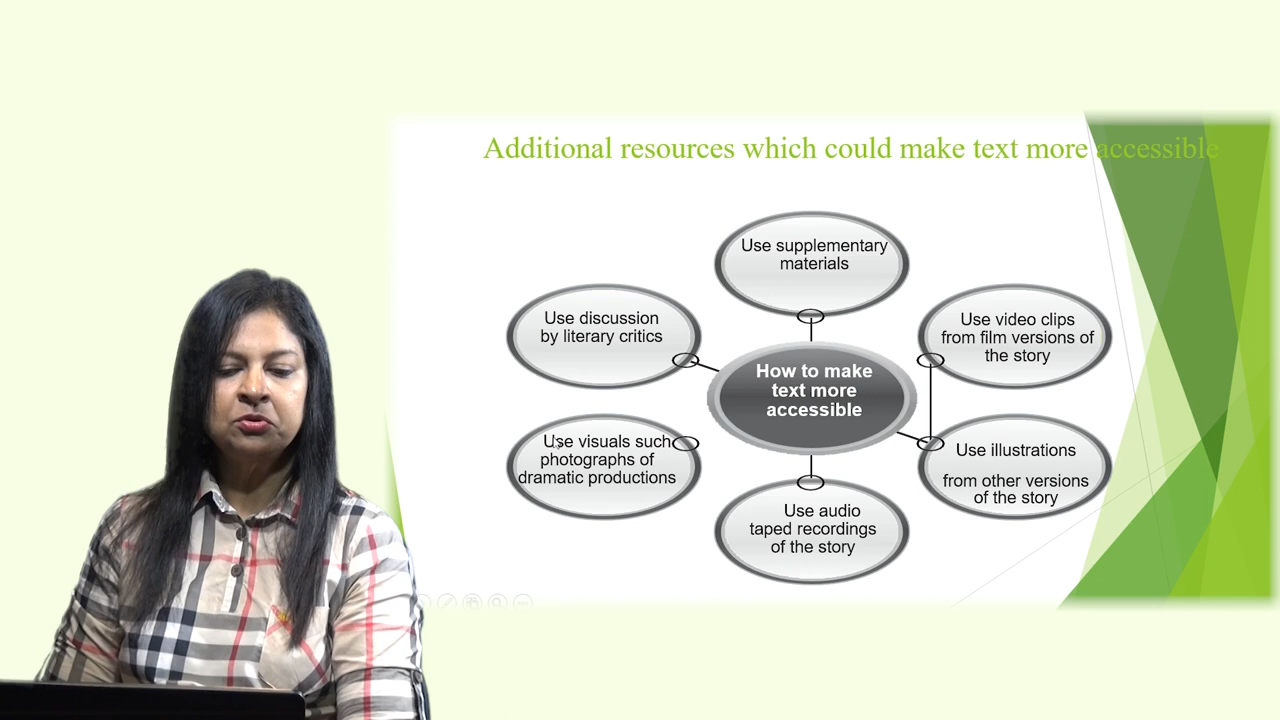 Additional resources which could make text more accessible
Use supplementary
materials
Use discussion
by literary critics
Use video clips
from film versions of
the story
How to make
text more
accessible
Use visuals such
photographs of
dramatic productions
Use illustrations
from other versions
of the story
Use audio
taped recordings
of the story